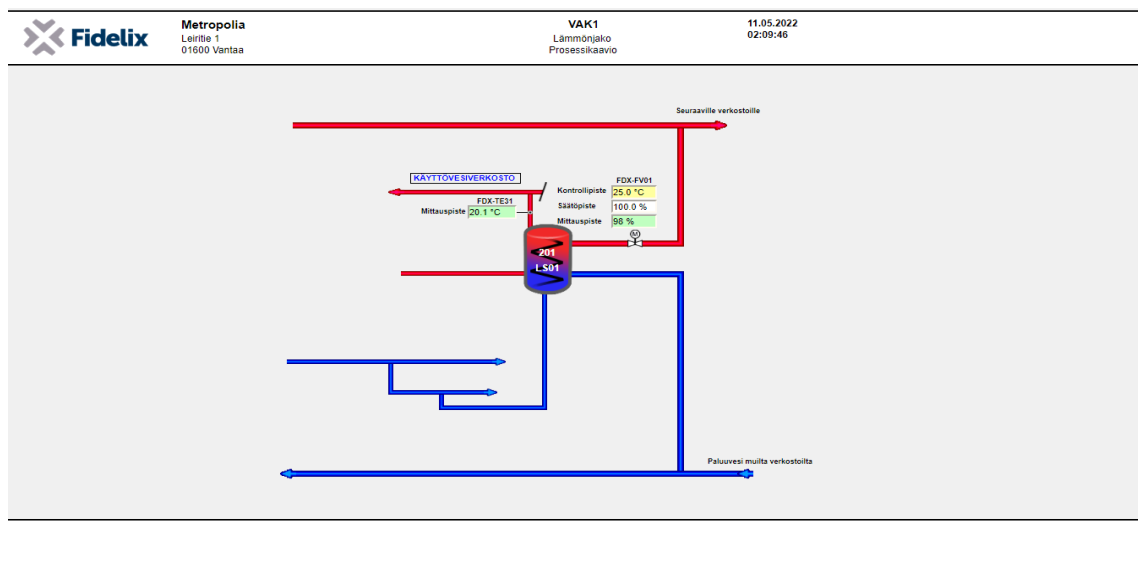 Fidelix
Metropolia
Leiritie 1
01600 Vantaa
VAK1
Lämmönjako
Prosessikaavio
11.05.2022
02:09:46
Seuraaville verkostoille
KÄYTTÖVESIVERKOSTO
FDX-TE31
Mittauspiste 20.1 °C
FDX-FV01
Kontrollipiste 25.0 °C
Säätöpiste 100.0 %
Mittauspiste 98 %
M
201
LS01
Paluuvesi muilta verkostoilta